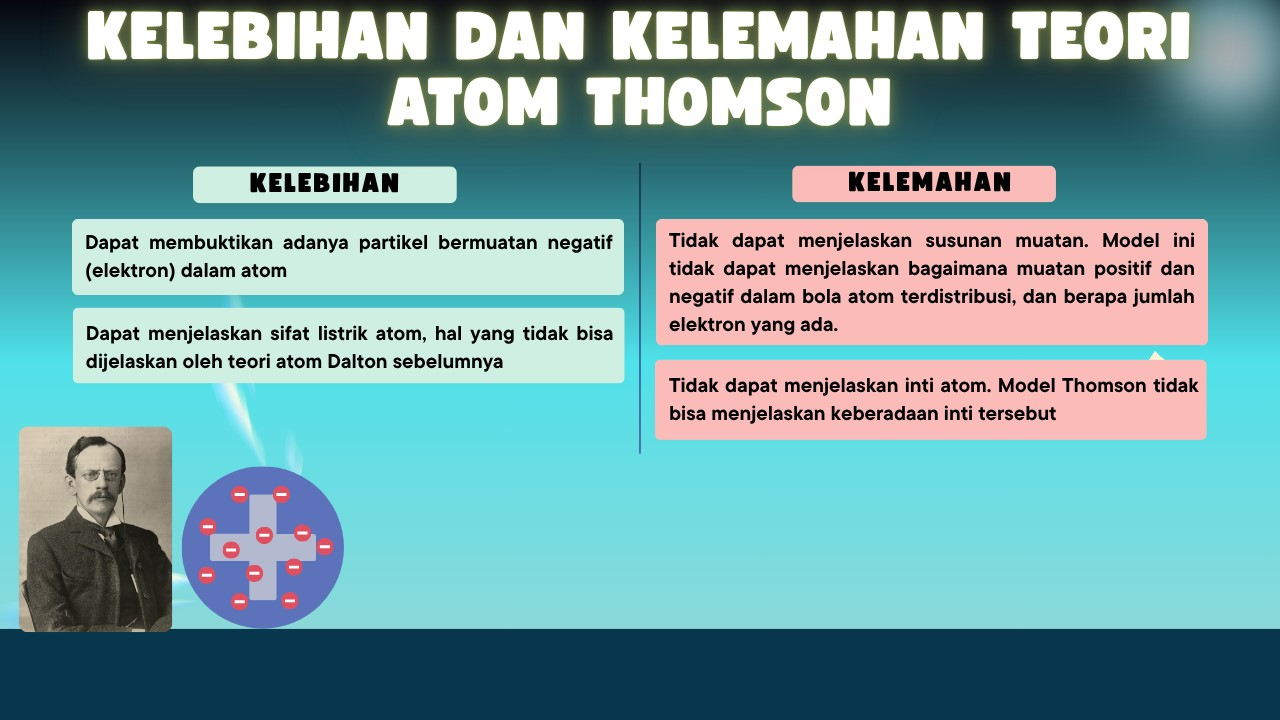 KELEBIHAN DAN KELEMAHAN TEORI
ATOM THOMSON
KELEBIHAN
Dapat membuktikan adanya partikel bermuatan negatif
(elektron) dalam atom
Dapat menjelaskan sifat listrik atom, hal yang tidak bisa
dijelaskan oleh teori atom Dalton sebelumnya
KELEMAHAN
Tidak dapat menjelaskan susunan muatan. Model ini
tidak dapat menjelaskan bagaimana muatan positif dan
negatif dalam bola atom terdistribusi, dan berapa jumlah
elektron yang ada.
Tidak dapat menjelaskan inti atom. Model Thomson tidak
bisa menjelaskan keberadaan inti tersebut